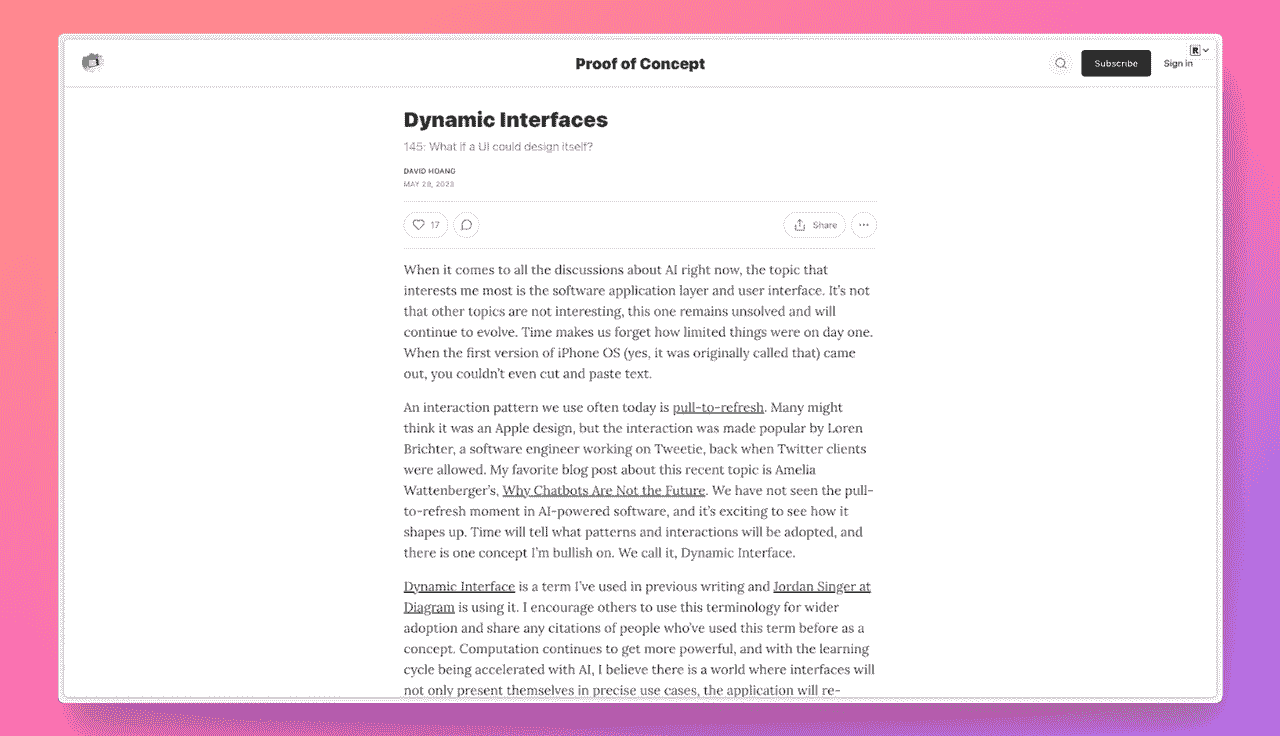 Proof of Concept
R
Subscribe
Sign in
Dynamic Interfaces
145: What if a UI could design itself?
DAVID HOANG
MAY 28, 2023
17
Share
When it comes to all the discussions about AI right now, the topic that
interests me most is the software application layer and user interface. It's not
that other topics are not interesting, this one remains unsolved and will
continue to evolve. Time makes us forget how limited things were on day one.
When the first version of iPhone OS (yes, it was originally called that) came
out, you couldn't even cut and paste text.
An interaction pattern we use often today is pull-to-refresh. Many might
think it was an Apple design, but the interaction was made popular by Loren
Brichter, a software engineer working on Tweetie, back when Twitter clients
were allowed. My favorite blog post about this recent topic is Amelia
Wattenberger's, Why Chatbots Are Not the Future. We have not seen the pull-
to-refresh moment in AI-powered software, and it's exciting to see how it
shapes up. Time will tell what patterns and interactions will be adopted, and
there is one concept I'm bullish on. We call it, Dynamic Interface.
Dynamic Interface is a term I've used in previous writing and Jordan Singer at
Diagram is using it. I encourage others to use this terminology for wider
adoption and share any citations of people who've used this term before as a
concept. Computation continues to get more powerful, and with the learning
cycle being accelerated with AI, I believe there is a world where interfaces will
not only present themselves in precise use cases, the application will re-